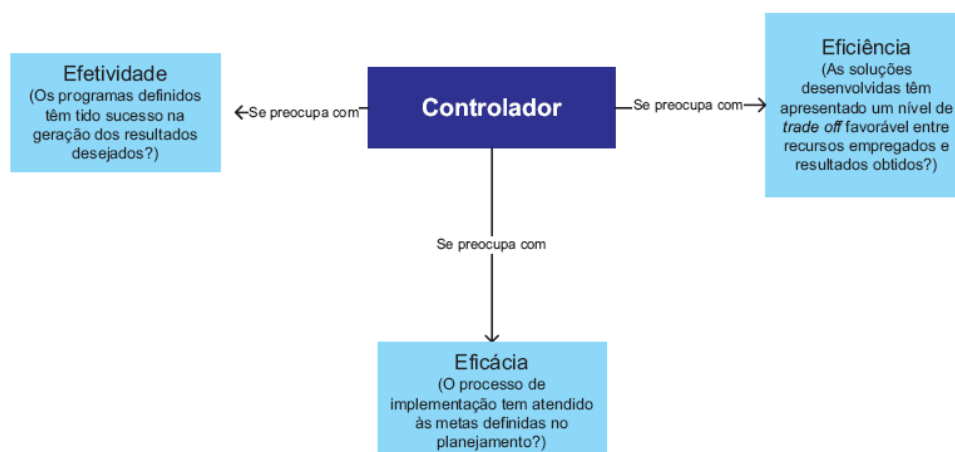 Efetividade
(Os programas definidos
têm tido sucesso na
geração dos resultados
desejados?)
Se preocupa com
Controlador
Se preocupa com
Eficiência
(As soluções
desenvolvidas têm
apresentado um nível de
trade off favorável entre
recursos empregados e
resultados obtidos?)
Se preocupa com
Eficácia
(O processo de
implementação tem atendido
às metas definidas no
planejamento?)